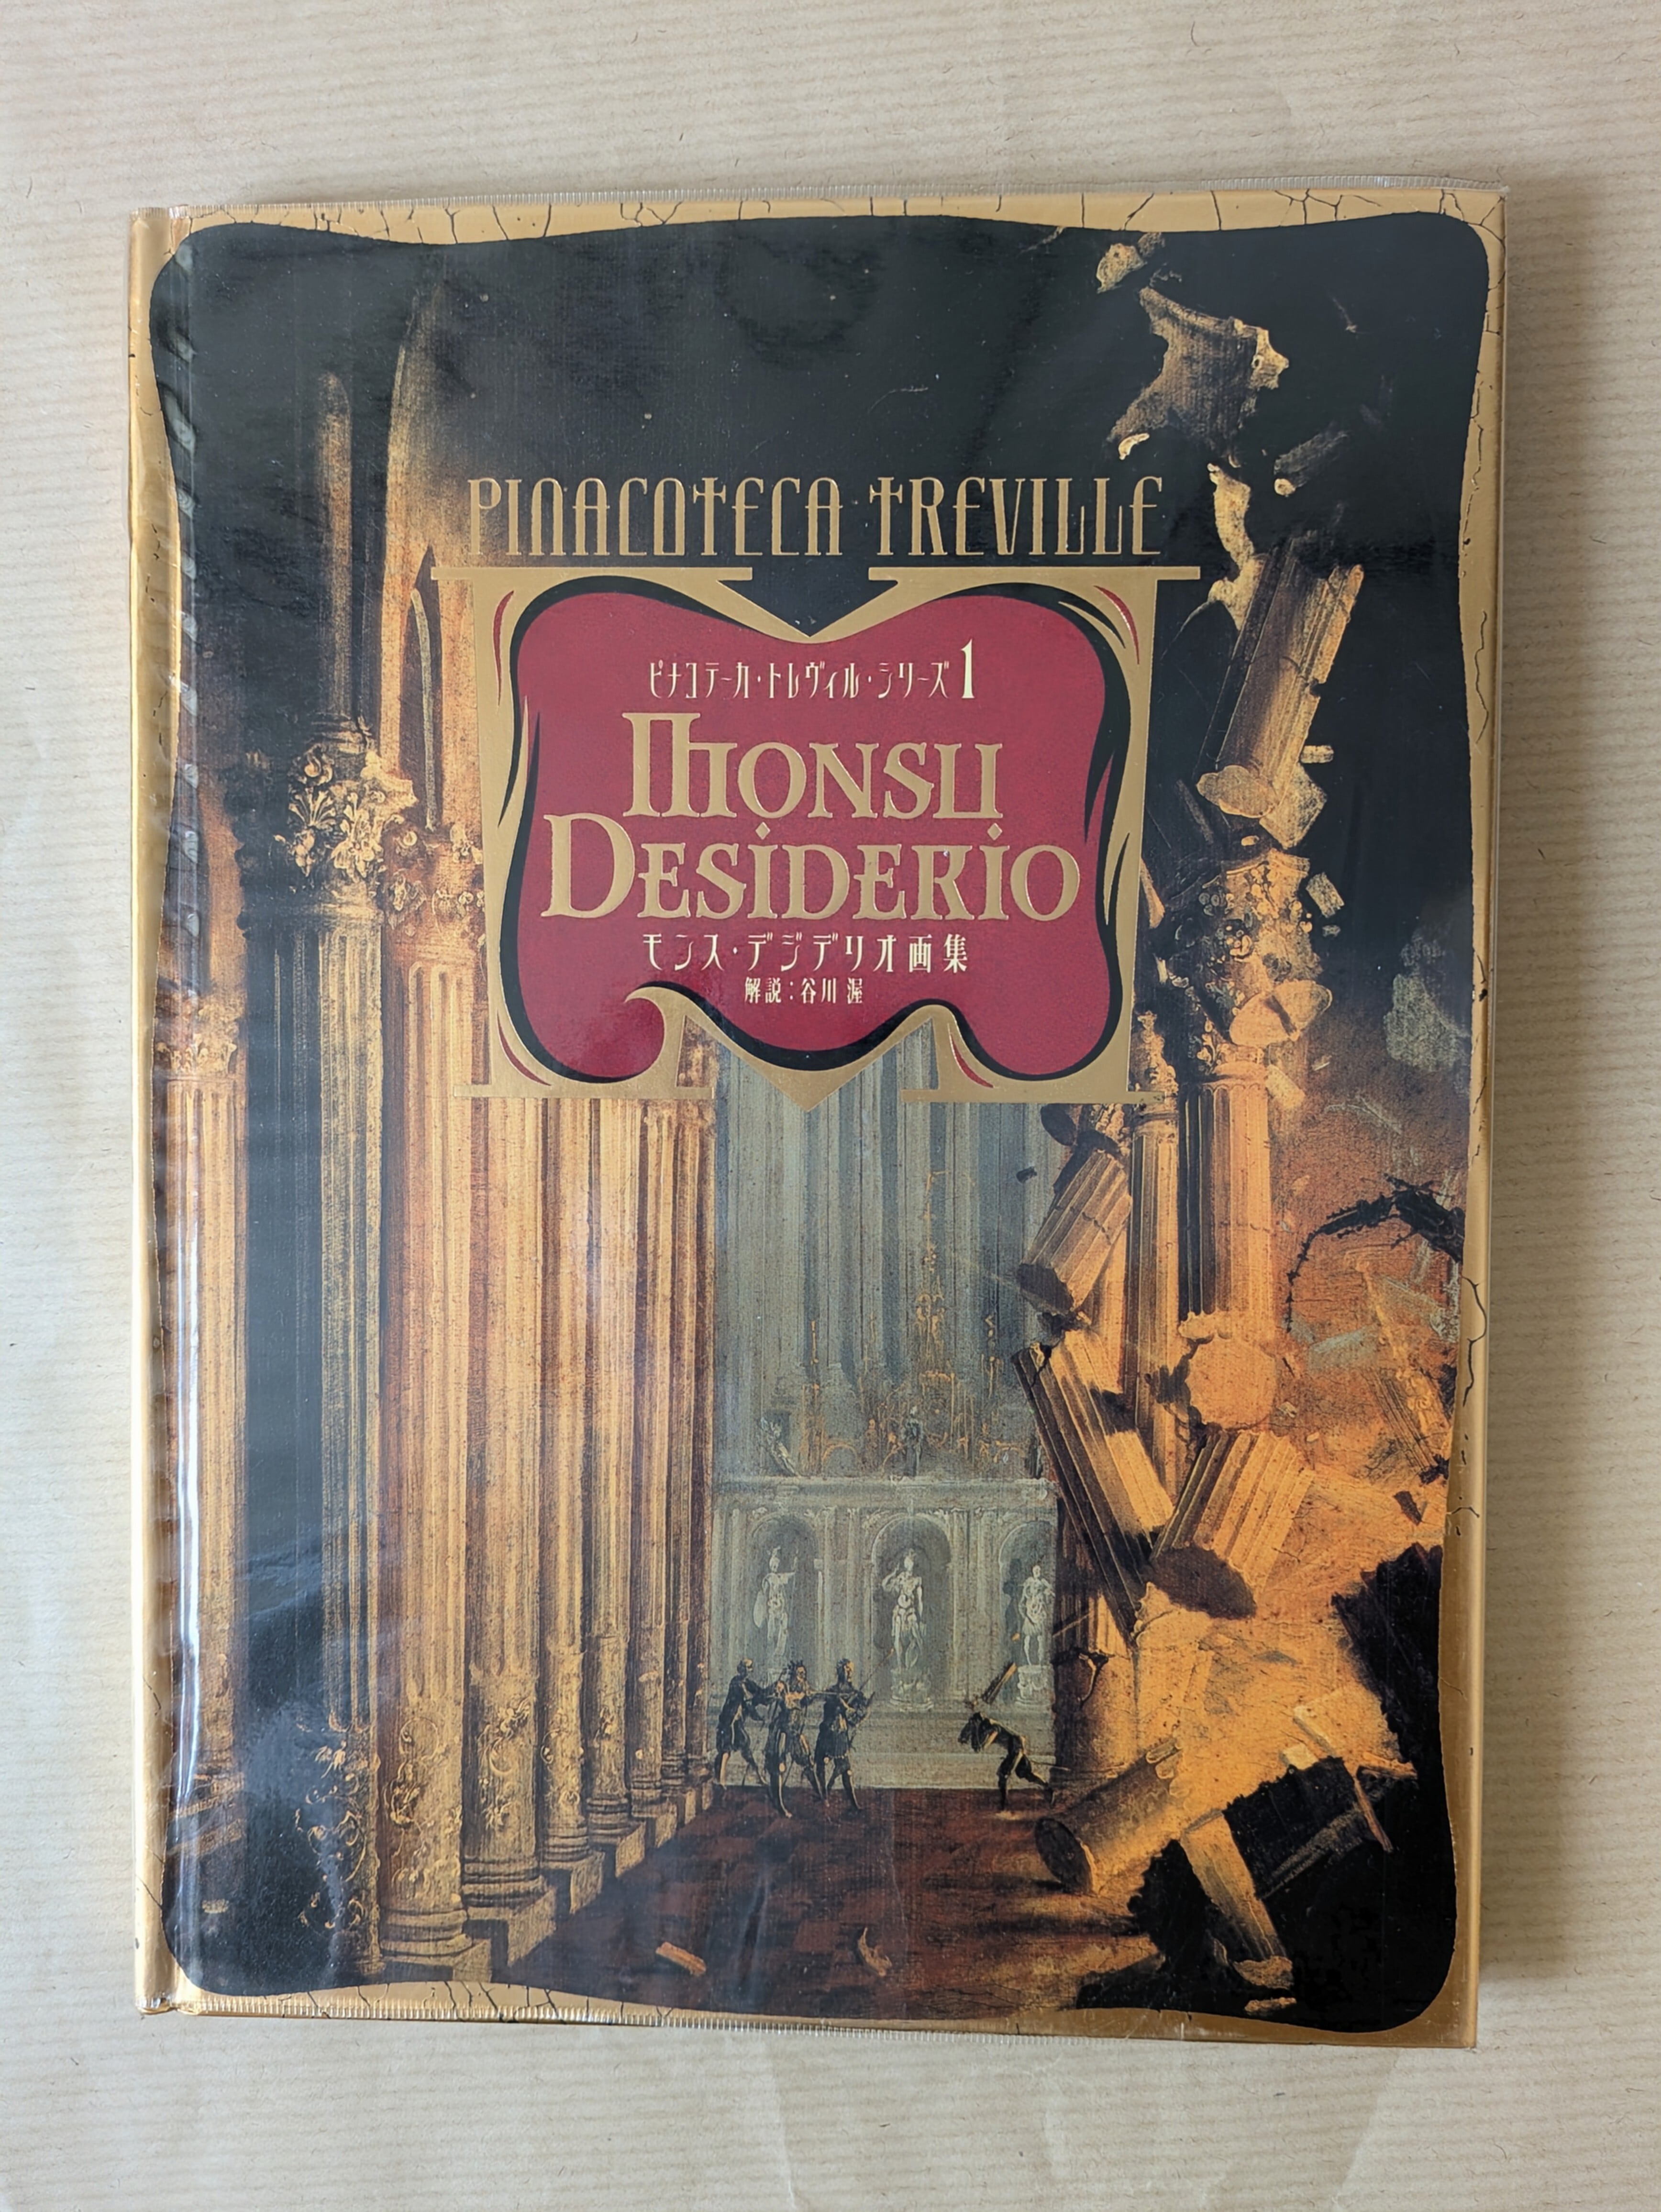 PINACOTECA TREVILLE
ピナコテーカ・トレヴィル・シリーズ1
MONSU
DESIDERIO
モンス・デジデリオ画集
解説：谷川 渥